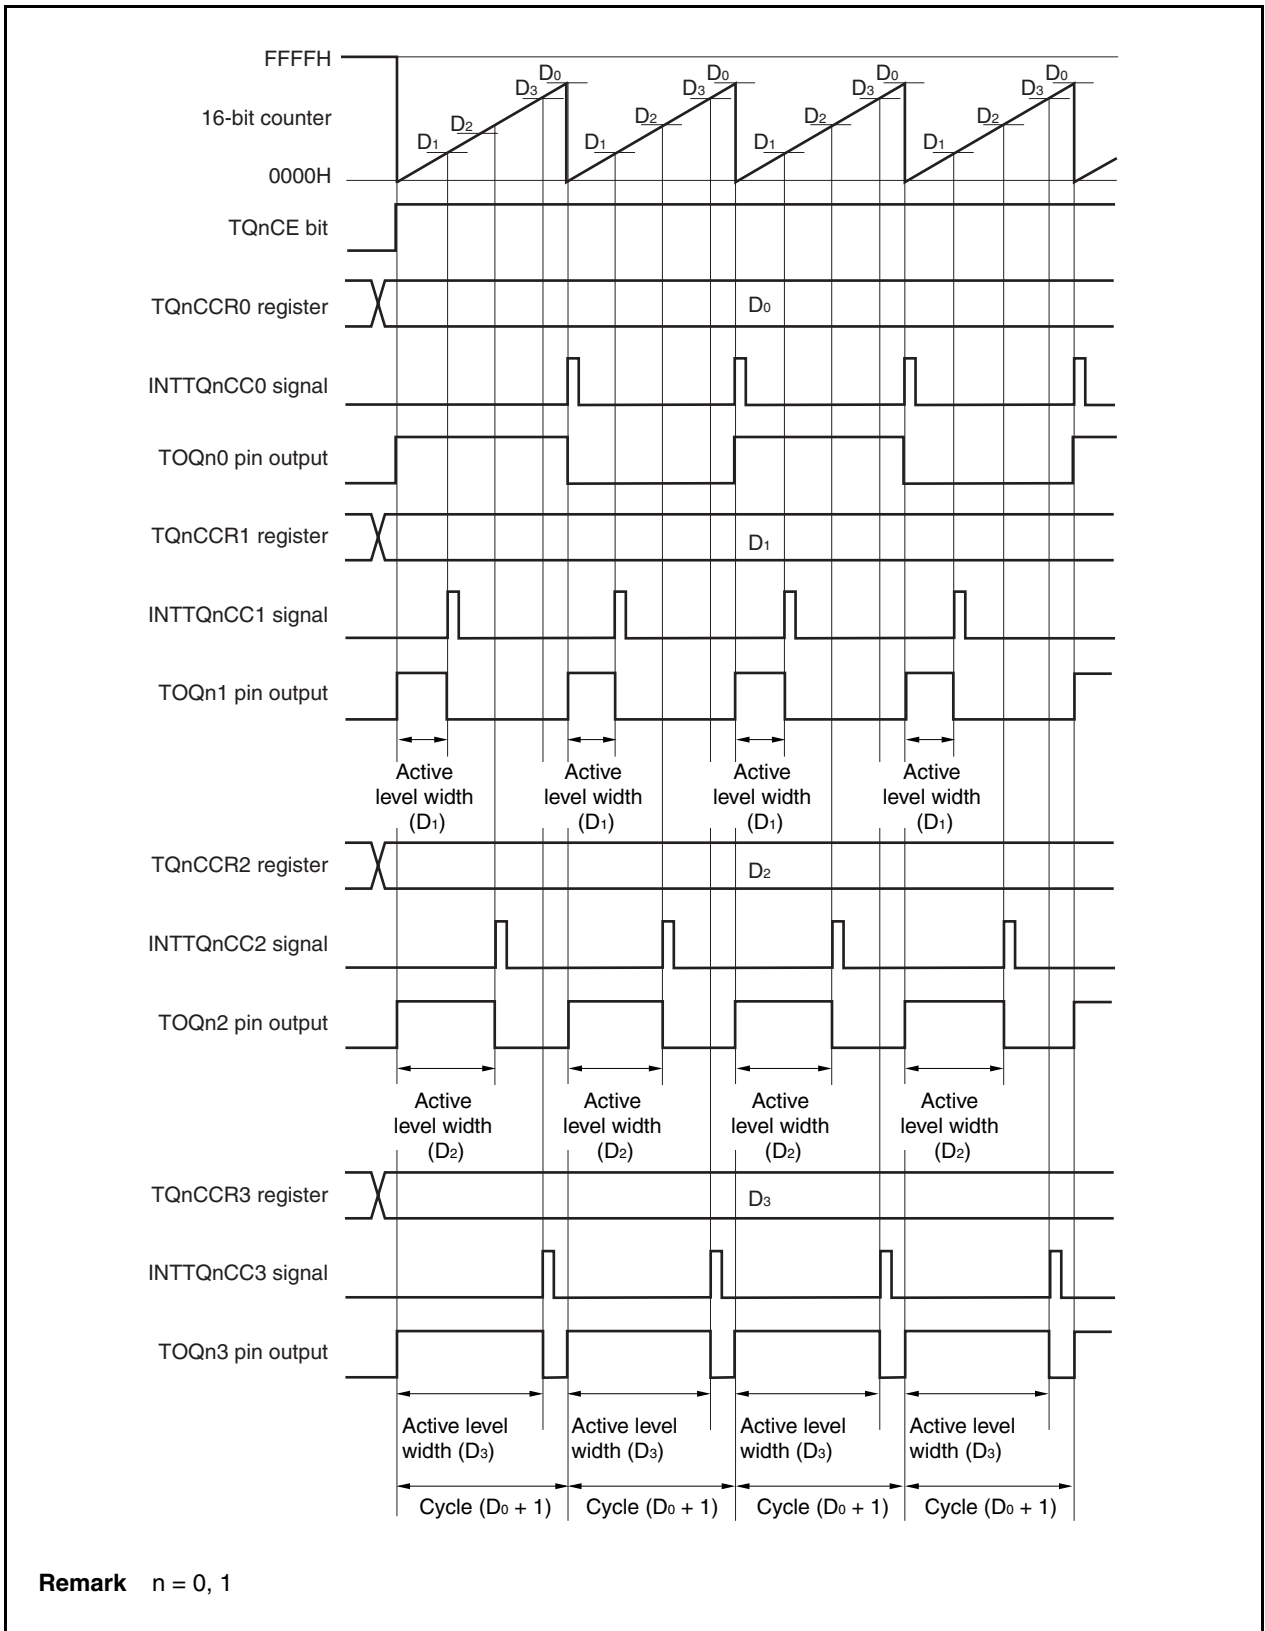 FFFFH
D0 D0 D0 D0
D3 D3 D3 D3
16-bit counter
D2 D2 D2 D2
D1 D1 D1 D1
0000H
TQnCE bit
TQnCCR0 register
D0
INTTQnCC0 signal
TOQn0 pin output
TQnCCR1 register
D1
INTTQnCC1 signal
TOQn1 pin output
Active Active Active Active
level width level width level width level width
(D1) (D1) (D1) (D1)
TQnCCR2 register
D2
INTTQnCC2 signal
TOQn2 pin output
Active Active Active Active
level width level width level width level width
(D2) (D2) (D2) (D2)
TQnCCR3 register
D3
INTTQnCC3 signal
TOQn3 pin output
Active level Active level Active level Active level
width (D3) width (D3) width (D3) width (D3)
Cycle (D0 + 1) Cycle (D0 + 1) Cycle (D0 + 1) Cycle (D0 + 1)
Remark n = 0, 1